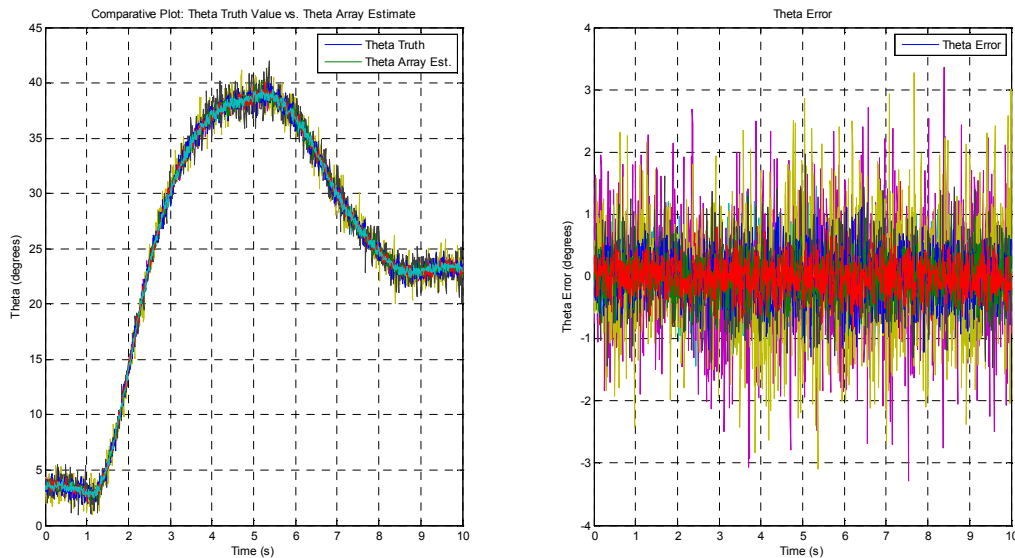 Comparative Plot: Theta Truth Value vs. Theta Array Estimate
45
40
35
30
25
20
15
10
5
0
Theta (degrees)
Theta Truth
Theta Array Est.
0 1 2 3 4 5 6 7 8 9 10
Time (s)
Theta Error
4
3
2
1
0
-1
-2
-3
-4
Theta Error (degrees)
Theta Error
0 1 2 3 4 5 6 7 8 9 10
Time (s)